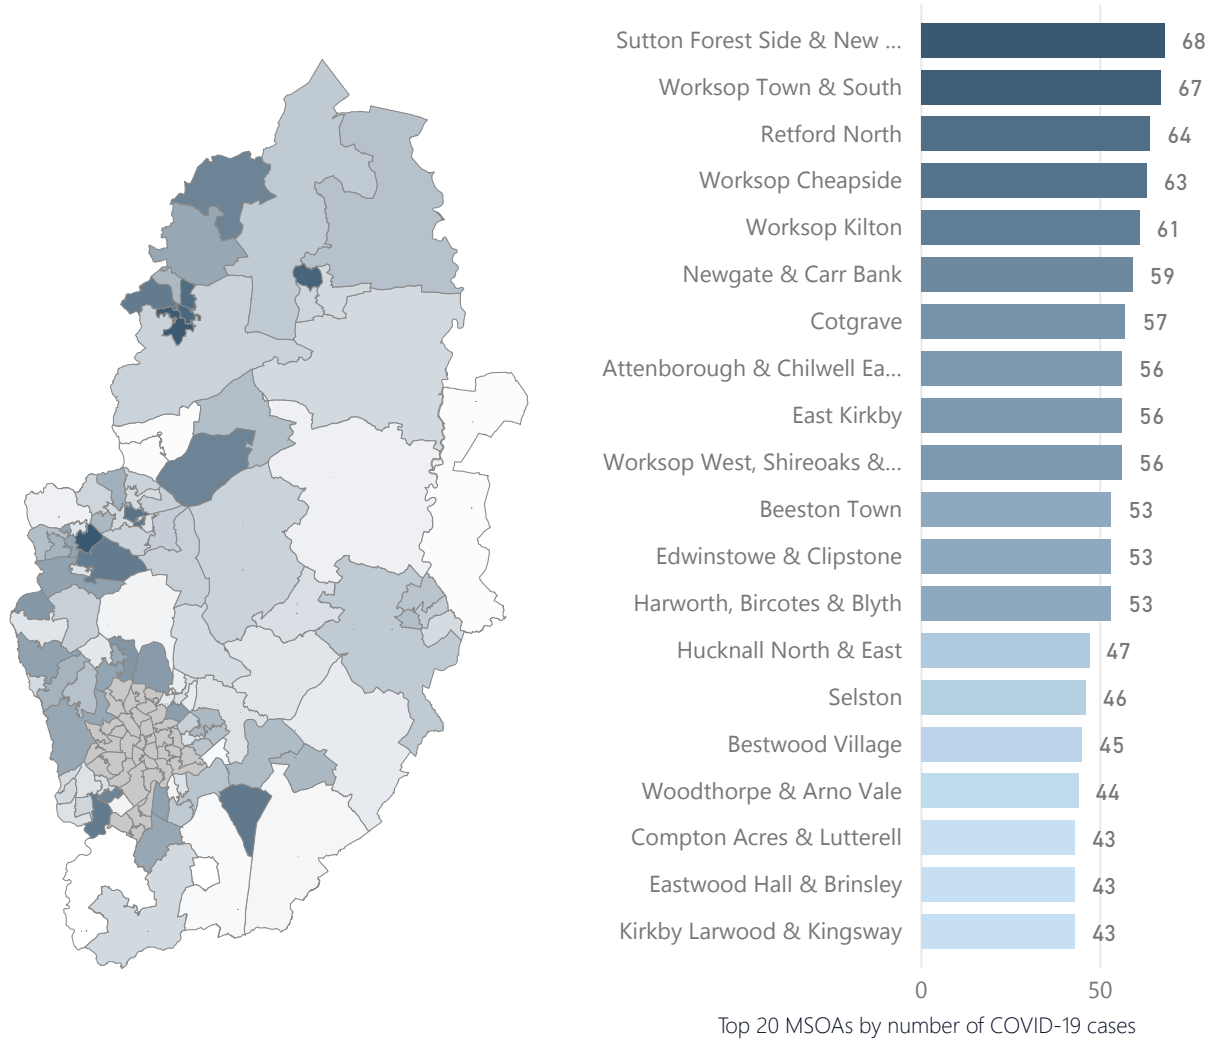 Sutton Forest Side & New ... 68
Worksop Town & South 67
Retford North 64
Worksop Cheapside 63
Worksop Kilton 61
Newgate & Carr Bank 59
Cotgrave 57
Attenborough & Chilwell Ea... 56
East Kirkby 56
Worksop West, Shireoaks &... 56
Beeston Town 53
Edwinstowe & Clipstone 53
Harworth, Bircotes & Blyth 53
Hucknall North & East 47
Selston 46
Bestwood Village 45
Woodthorpe & Arno Vale 44
Compton Acres & Lutterell 43
Eastwood Hall & Brinsley 43
Kirkby Larwood & Kingsway 43
0 50
Top 20 MSOAs by number of COVID-19 cases